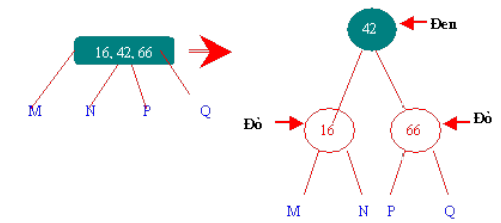 42
Đen
16, 42, 66
M N P Q
Đỏ
16
66
Đỏ
M N P Q